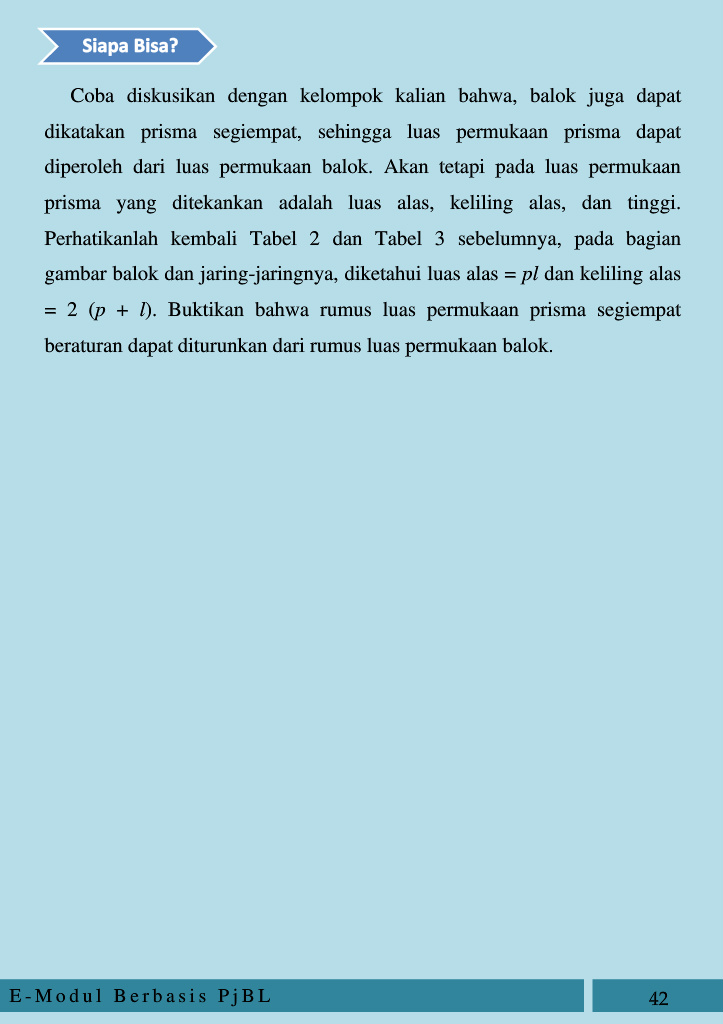 Siapa Bisa?
Coba diskusikan dengan kelompok kalian bahwa, balok juga dapat
dikatakan prisma segiempat, sehingga luas permukaan prisma dapat
diperoleh dari luas permukaan balok. Akan tetapi pada luas permukaan
prisma yang ditekankan adalah luas alas, keliling alas, dan tinggi.
Perhatikanlah kembali Tabel 2 dan Tabel 3 sebelumnya, pada bagian
gambar balok dan jaring-jaringnya, diketahui luas alas = pl dan keliling alas
= 2 (p + l). Buktikan bahwa rumus luas permukaan prisma segiempat
beraturan dapat diturunkan dari rumus luas permukaan balok.
E-Modul Berbasis PjBL
42